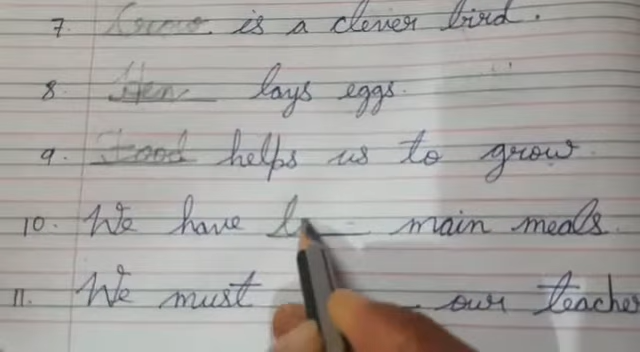 7. Crow is a clever bird.
8. Hen lays eggs.
9. Food helps us to grow
10. We have main meals.
11. We must our teacher